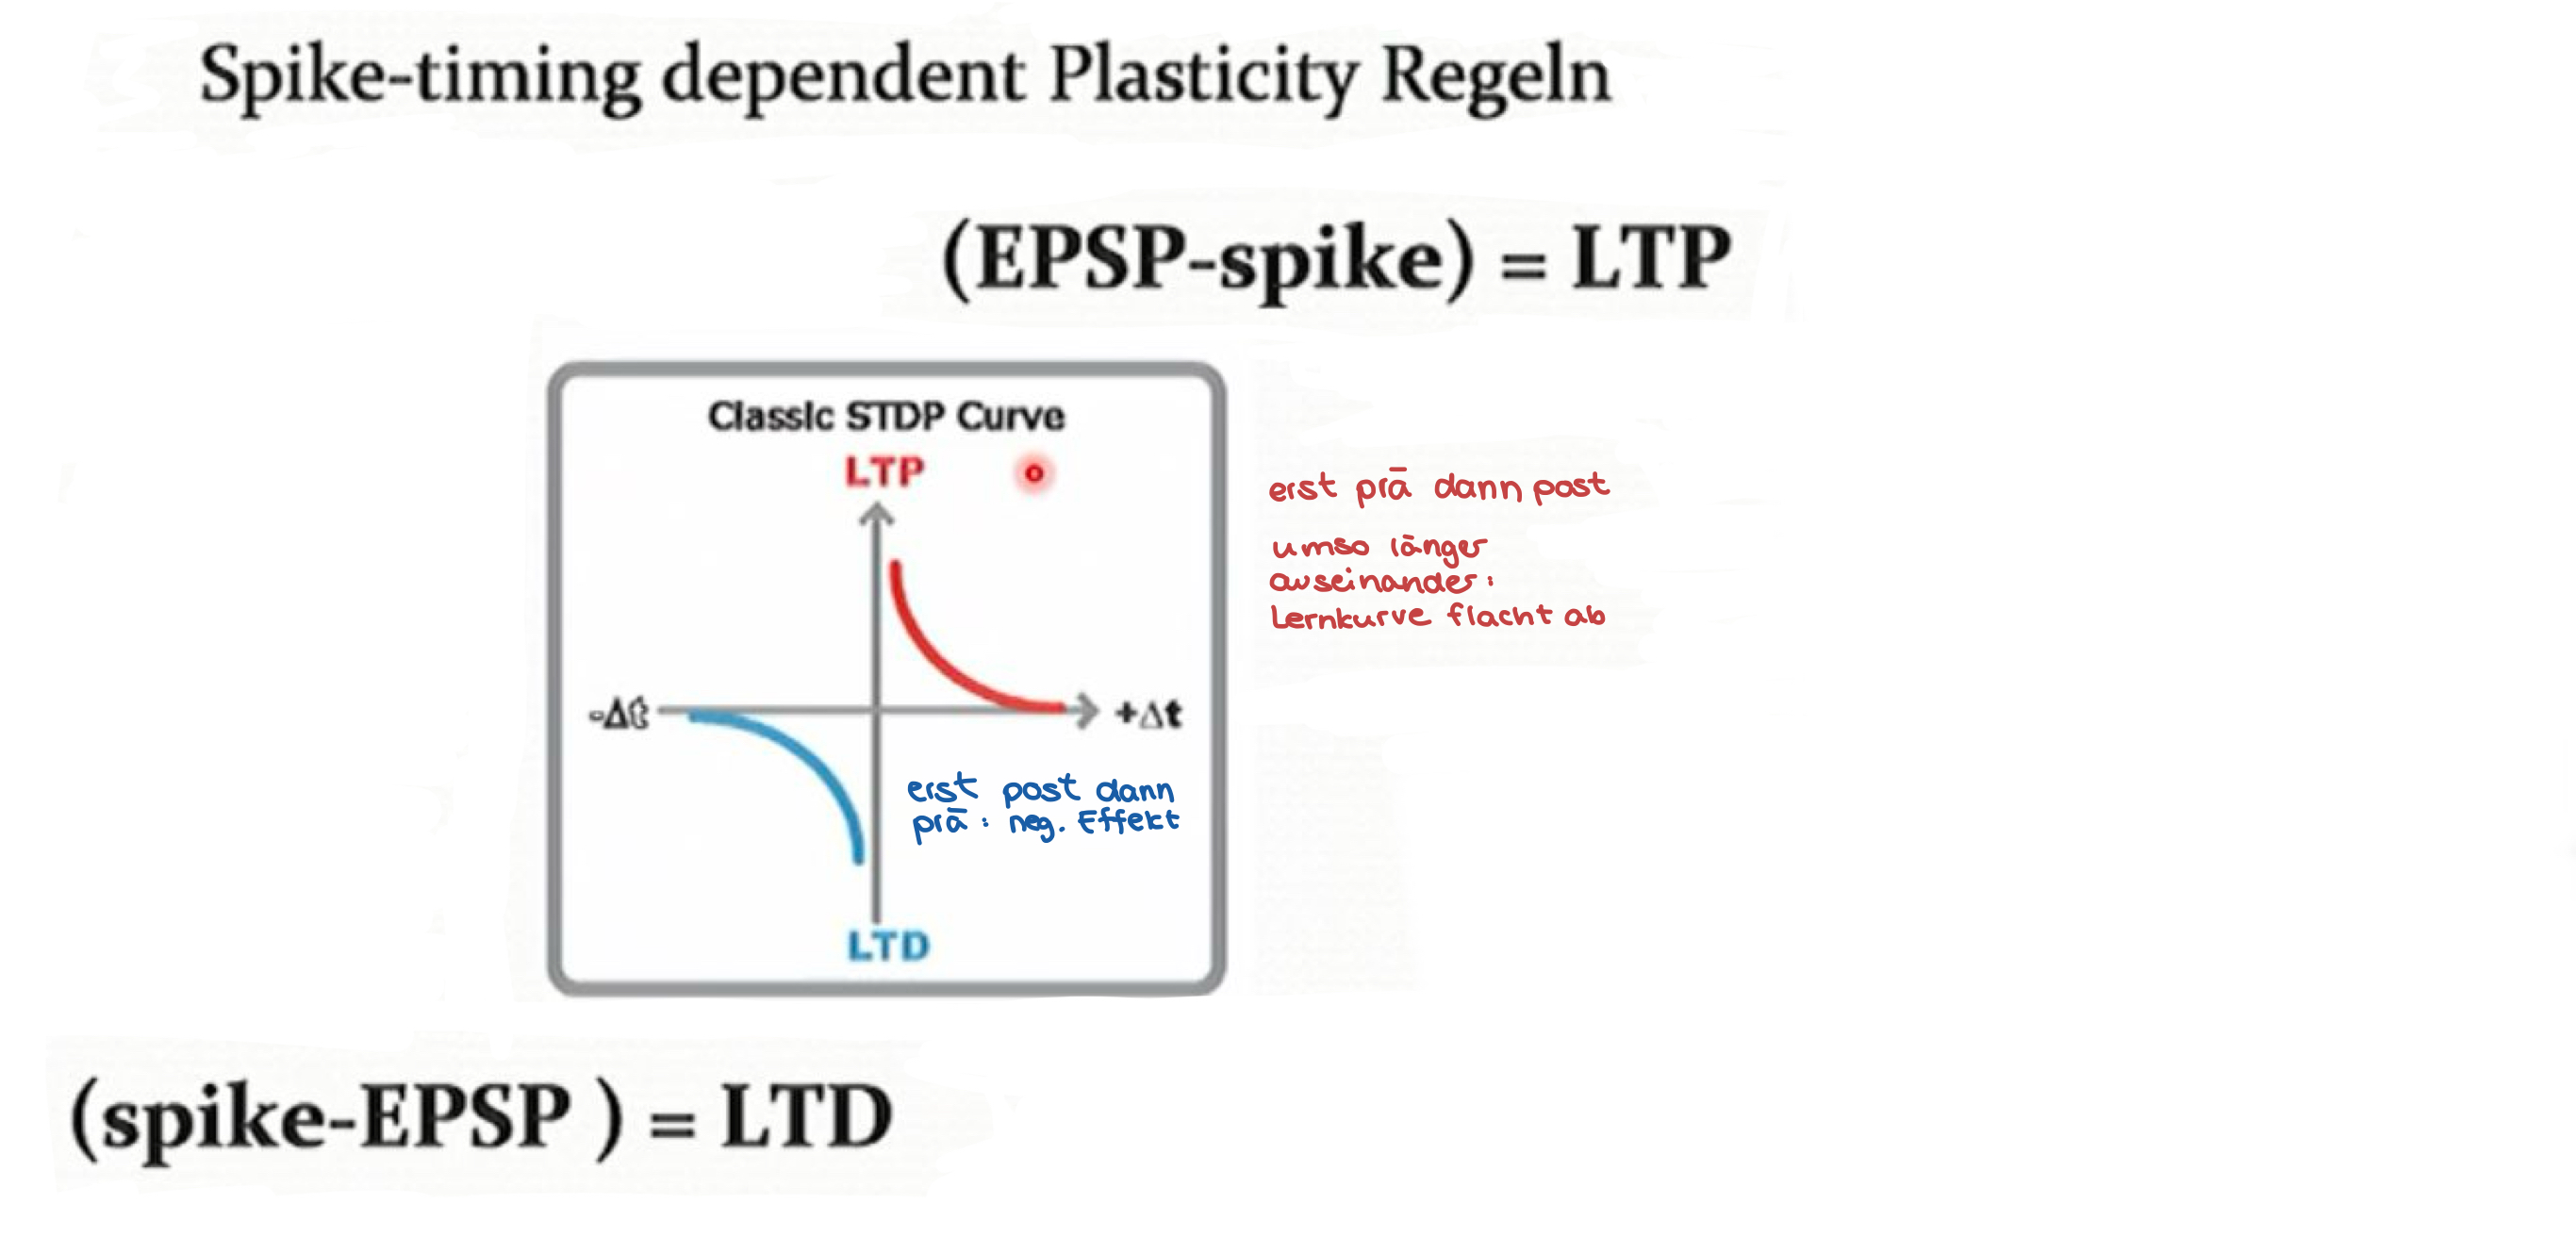 Spike-timing dependent Plasticity Regeln
(EPSP-spike) = LTP
Classic STDP Curve
LTP
erst prä dann post
umso länger
auseinander:
Lernkurve flacht ab
-Δt
+Δt
erst post dann
prä: neg. Effekt
LTD
(spike-EPSP ) = LTD